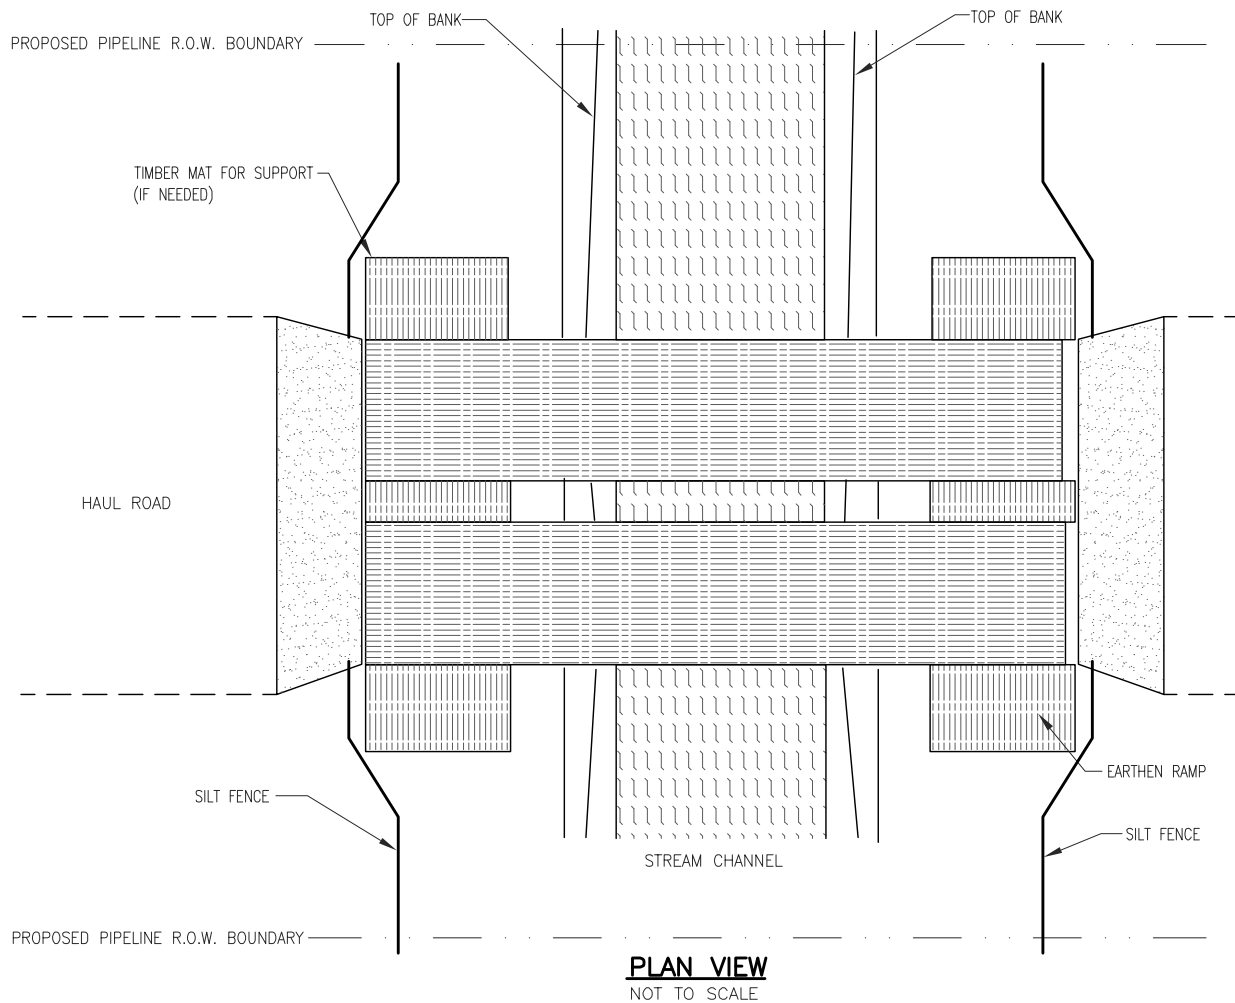 TOP OF BANK
TOP OF BANK
PROPOSED PIPELINE R.O.W. BOUNDARY
TIMBER MAT FOR SUPPORT
(IF NEEDED)
HAUL ROAD
EARTHEN RAMP
SILT FENCE
SILT FENCE
STREAM CHANNEL
PROPOSED PIPELINE R.O.W. BOUNDARY
PLAN VIEW
NOT TO SCALE